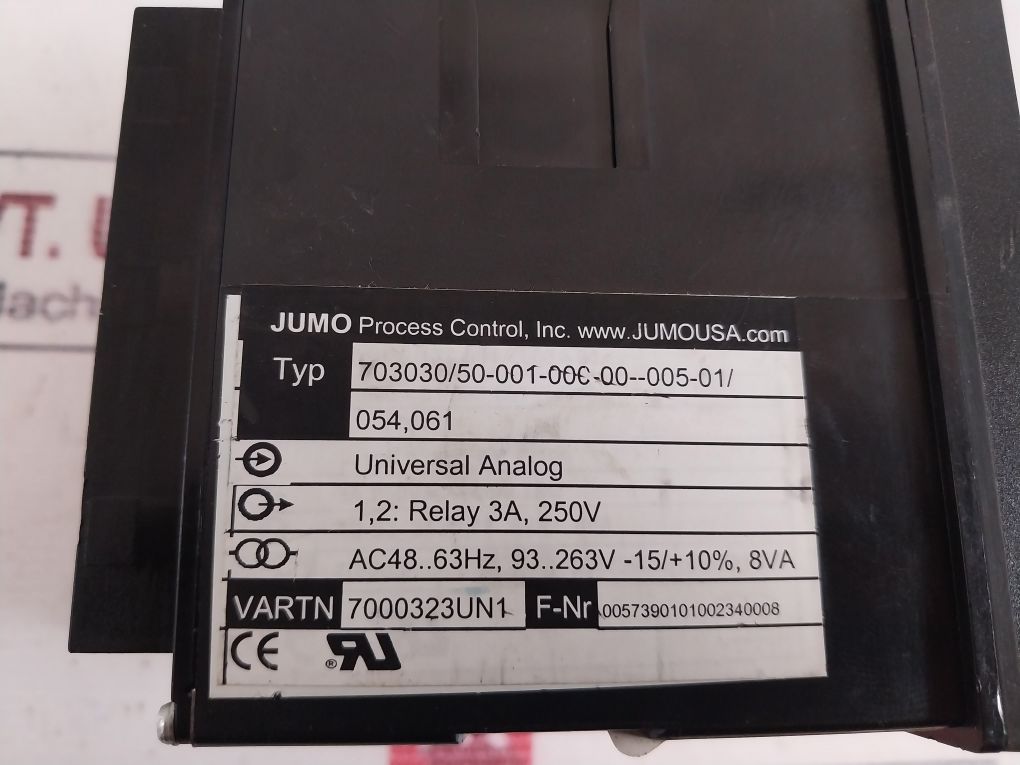 JUMO Process Control, Inc. www.JUMOUSA.com
Typ 703030/50-001-000-00--005-01/
054,061
Universal Analog
1,2: Relay 3A, 250V
AC48..63Hz, 93..263V -15/+10%, 8VA
VARTN 7000323UN1 F-Nr 0057390101002340008
CE ® RU